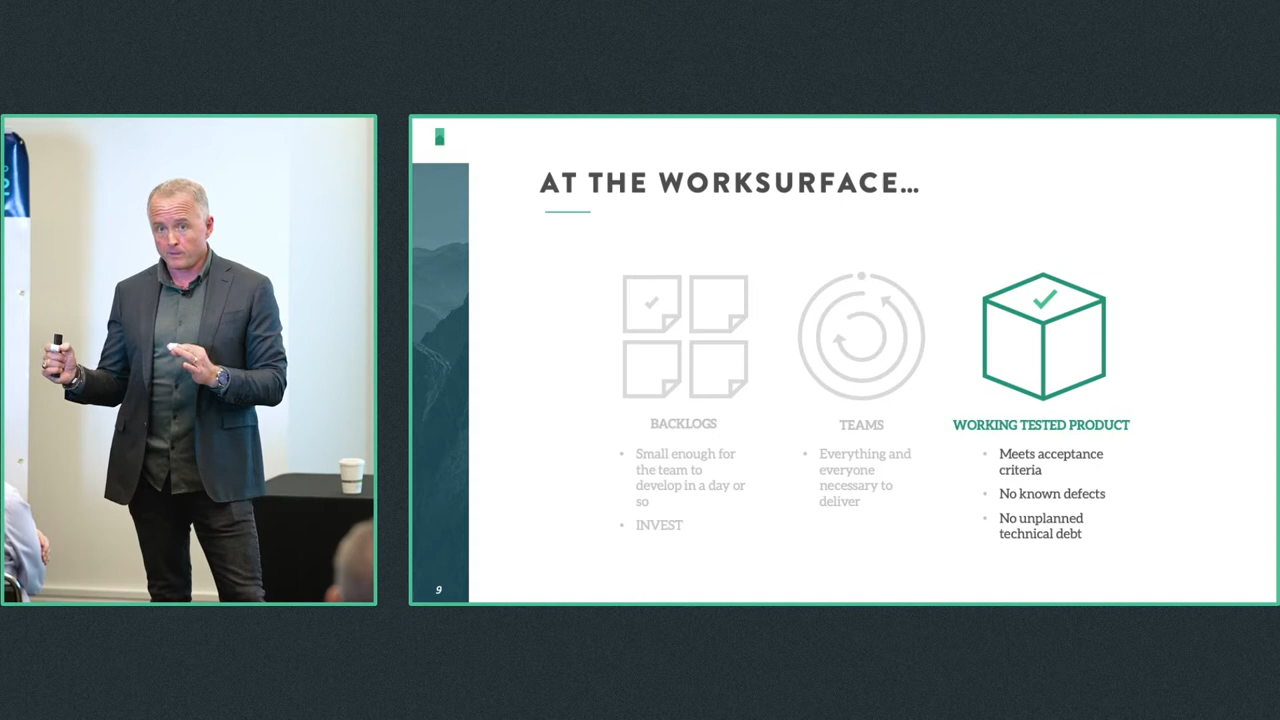 AT THE WORKSURFACE…
BACKLOGS
• Small enough for
the team to
develop in a day or
so
• INVEST
TEAMS
• Everything and
everyone
necessary to
deliver
WORKING TESTED PRODUCT
• Meets acceptance
criteria
• No known defects
• No unplanned
technical debt
9